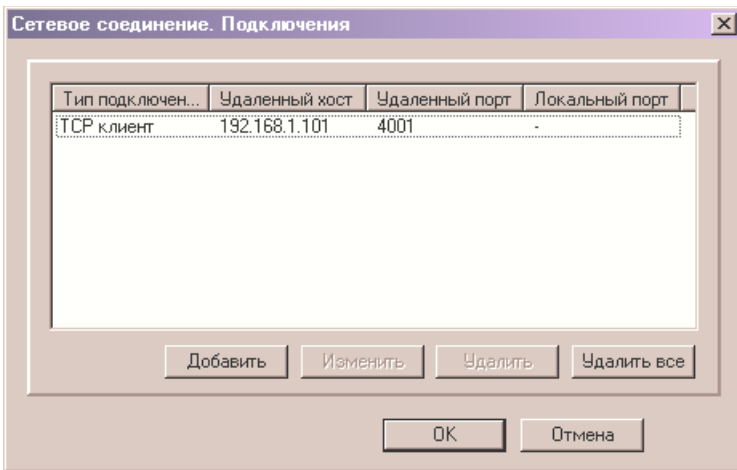 Сетевое соединение. Подключения
Тип подключен... Удаленный хост Удаленный порт Локальный порт
TCP клиент 192.168.1.101 4001 -
Добавить Изменить Удалить Удалить все
OK Отмена